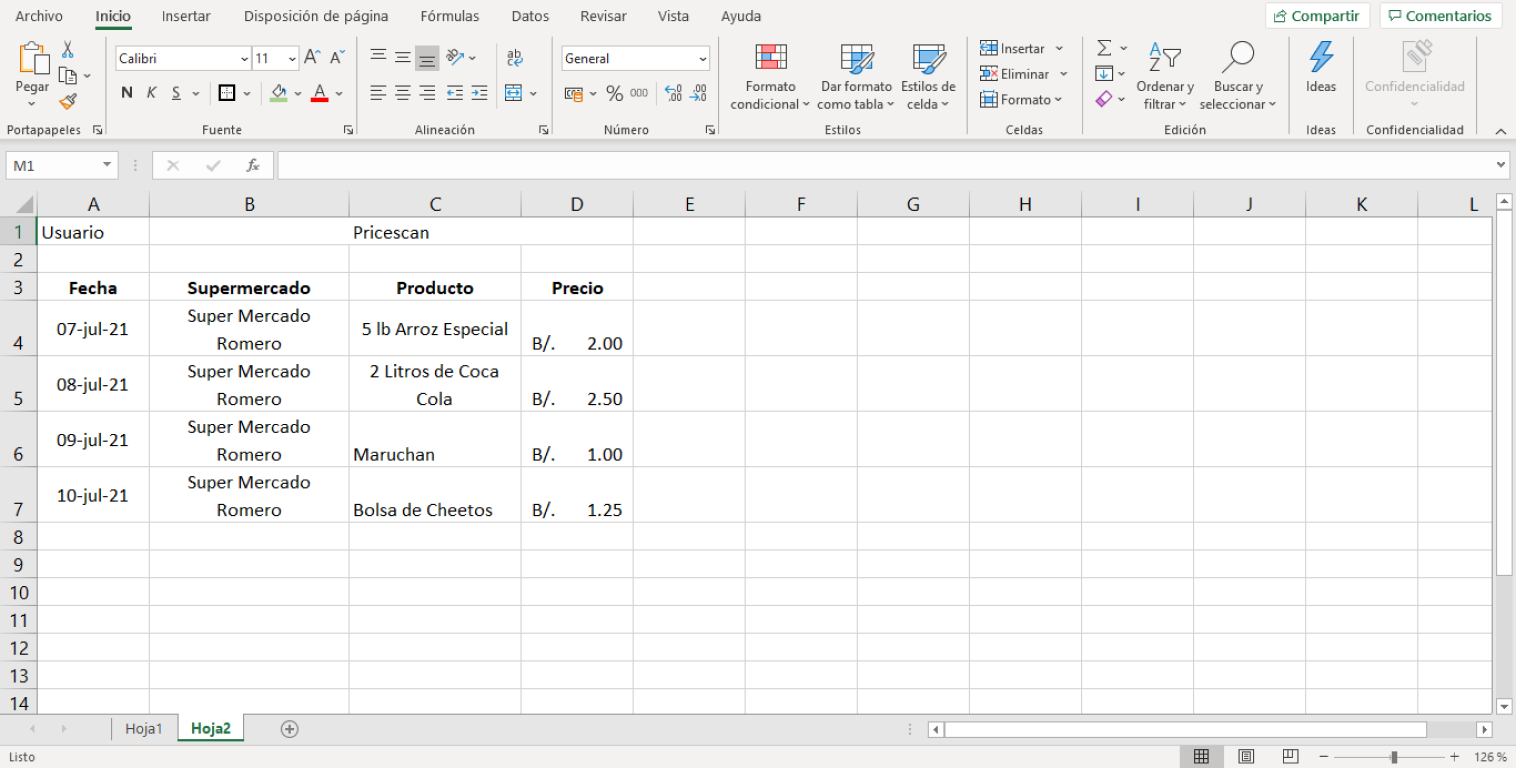 Archivo Inicio Insertar Disposición de página Fórmulas Datos Revisar Vista Ayuda Compartir Comentarios
Calibri 11 General Insertar
Eliminar
Pegar N K S A % 000 Formato condicional Dar formato como tabla Estilos de celda Formato Ordenar y filtrar Buscar y seleccionar Ideas Confidencialidad
Portapapeles Fuente Alineación Número Estilos Celdas Edición Ideas Confidencialidad
M1 fx
A B C D E F G H I J K L
1 Usuario Pricescan
2
3 Fecha Supermercado Producto Precio
4 07-jul-21 Super Mercado Romero 5 lb Arroz Especial B/. 2.00
5 08-jul-21 Super Mercado Romero 2 Litros de Coca Cola B/. 2.50
6 09-jul-21 Super Mercado Romero Maruchan B/. 1.00
7 10-jul-21 Super Mercado Romero Bolsa de Cheetos B/. 1.25
8
9
10
11
12
13
14
Hoja1 Hoja2
Listo 126 %